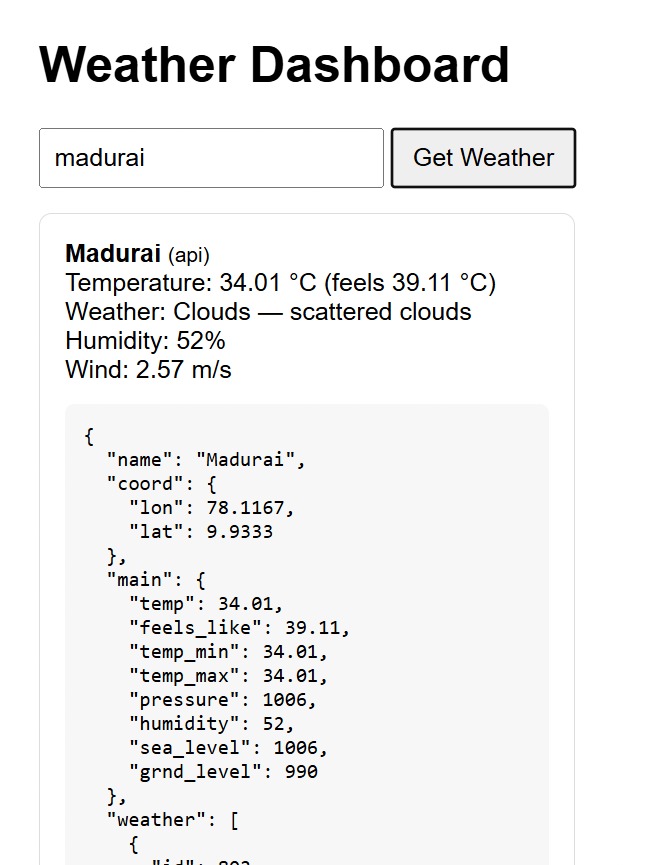 Weather Dashboard
madurai
Get Weather
Madurai (api)
Temperature: 34.01 °C (feels 39.11 °C)
Weather: Clouds — scattered clouds
Humidity: 52%
Wind: 2.57 m/s
{
  "name": "Madurai",
  "coord": {
    "lon": 78.1167,
    "lat": 9.9333
  },
  "main": {
    "temp": 34.01,
    "feels_like": 39.11,
    "temp_min": 34.01,
    "temp_max": 34.01,
    "pressure": 1006,
    "humidity": 52,
    "sea_level": 1006,
    "grnd_level": 990
  },
  "weather": [
    {